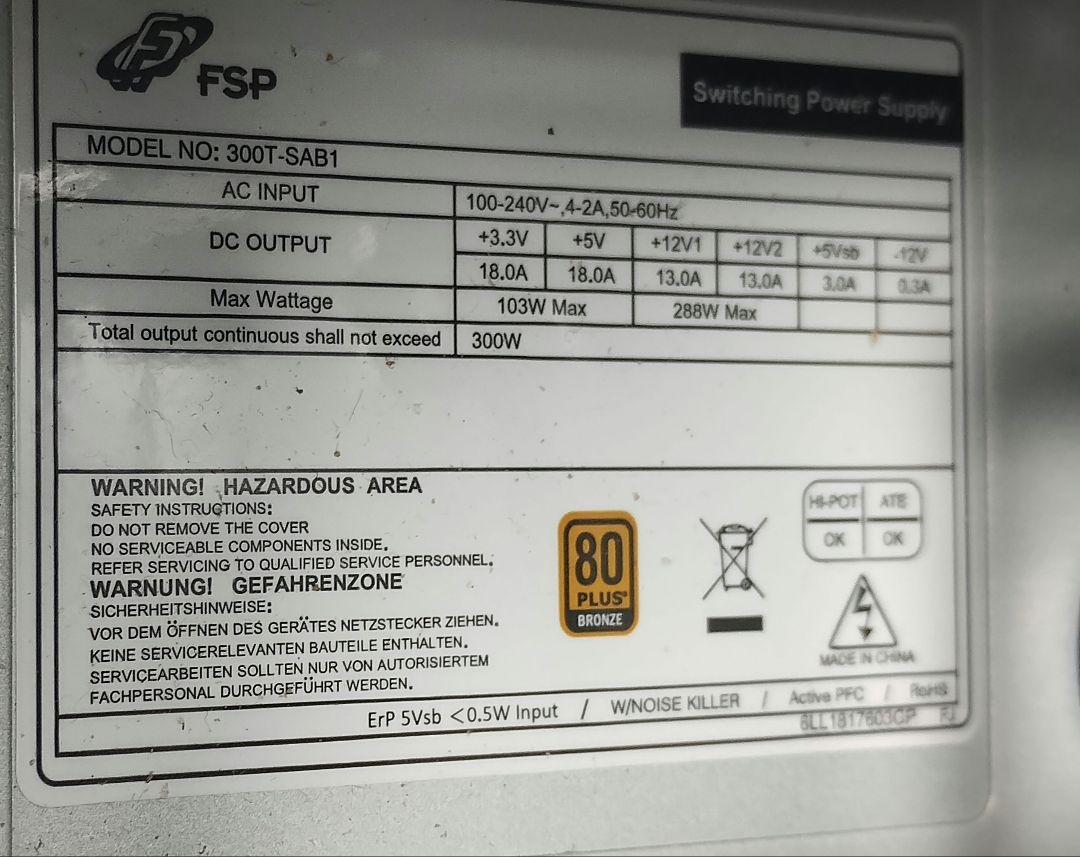 FSP
Switching Power Supply
MODEL NO: 300T-SAB1
AC INPUT 100-240V~,4-2A,50-60Hz
DC OUTPUT +3.3V +5V +12V1 +12V2 +5Vsb -12V
18.0A 18.0A 13.0A 13.0A 3.0A 0.3A
Max Wattage 103W Max 288W Max
Total output continuous shall not exceed 300W
WARNING! HAZARDOUS AREA
SAFETY INSTRUCTIONS:
DO NOT REMOVE THE COVER
NO SERVICEABLE COMPONENTS INSIDE.
REFER SERVICING TO QUALIFIED SERVICE PERSONNEL.
WARNUNG! GEFAHRENZONE
SICHERHEITSHINWEISE:
VOR DEM ÖFFNEN DES GERÄTES NETZSTECKER ZIEHEN.
KEINE SERVICERELEVANTEN BAUTEILE ENTHALTEN.
SERVICEARBEITEN SOLLTEN NUR VON AUTORISIERTEM
FACHPERSONAL DURCHGEFÜHRT WERDEN.
80
PLUS®
BRONZE
HI-POT ATE
OK OK
MADE IN CHINA
ErP 5Vsb <0.5W Input / W/NOISE KILLER / Active PFC / RoHS